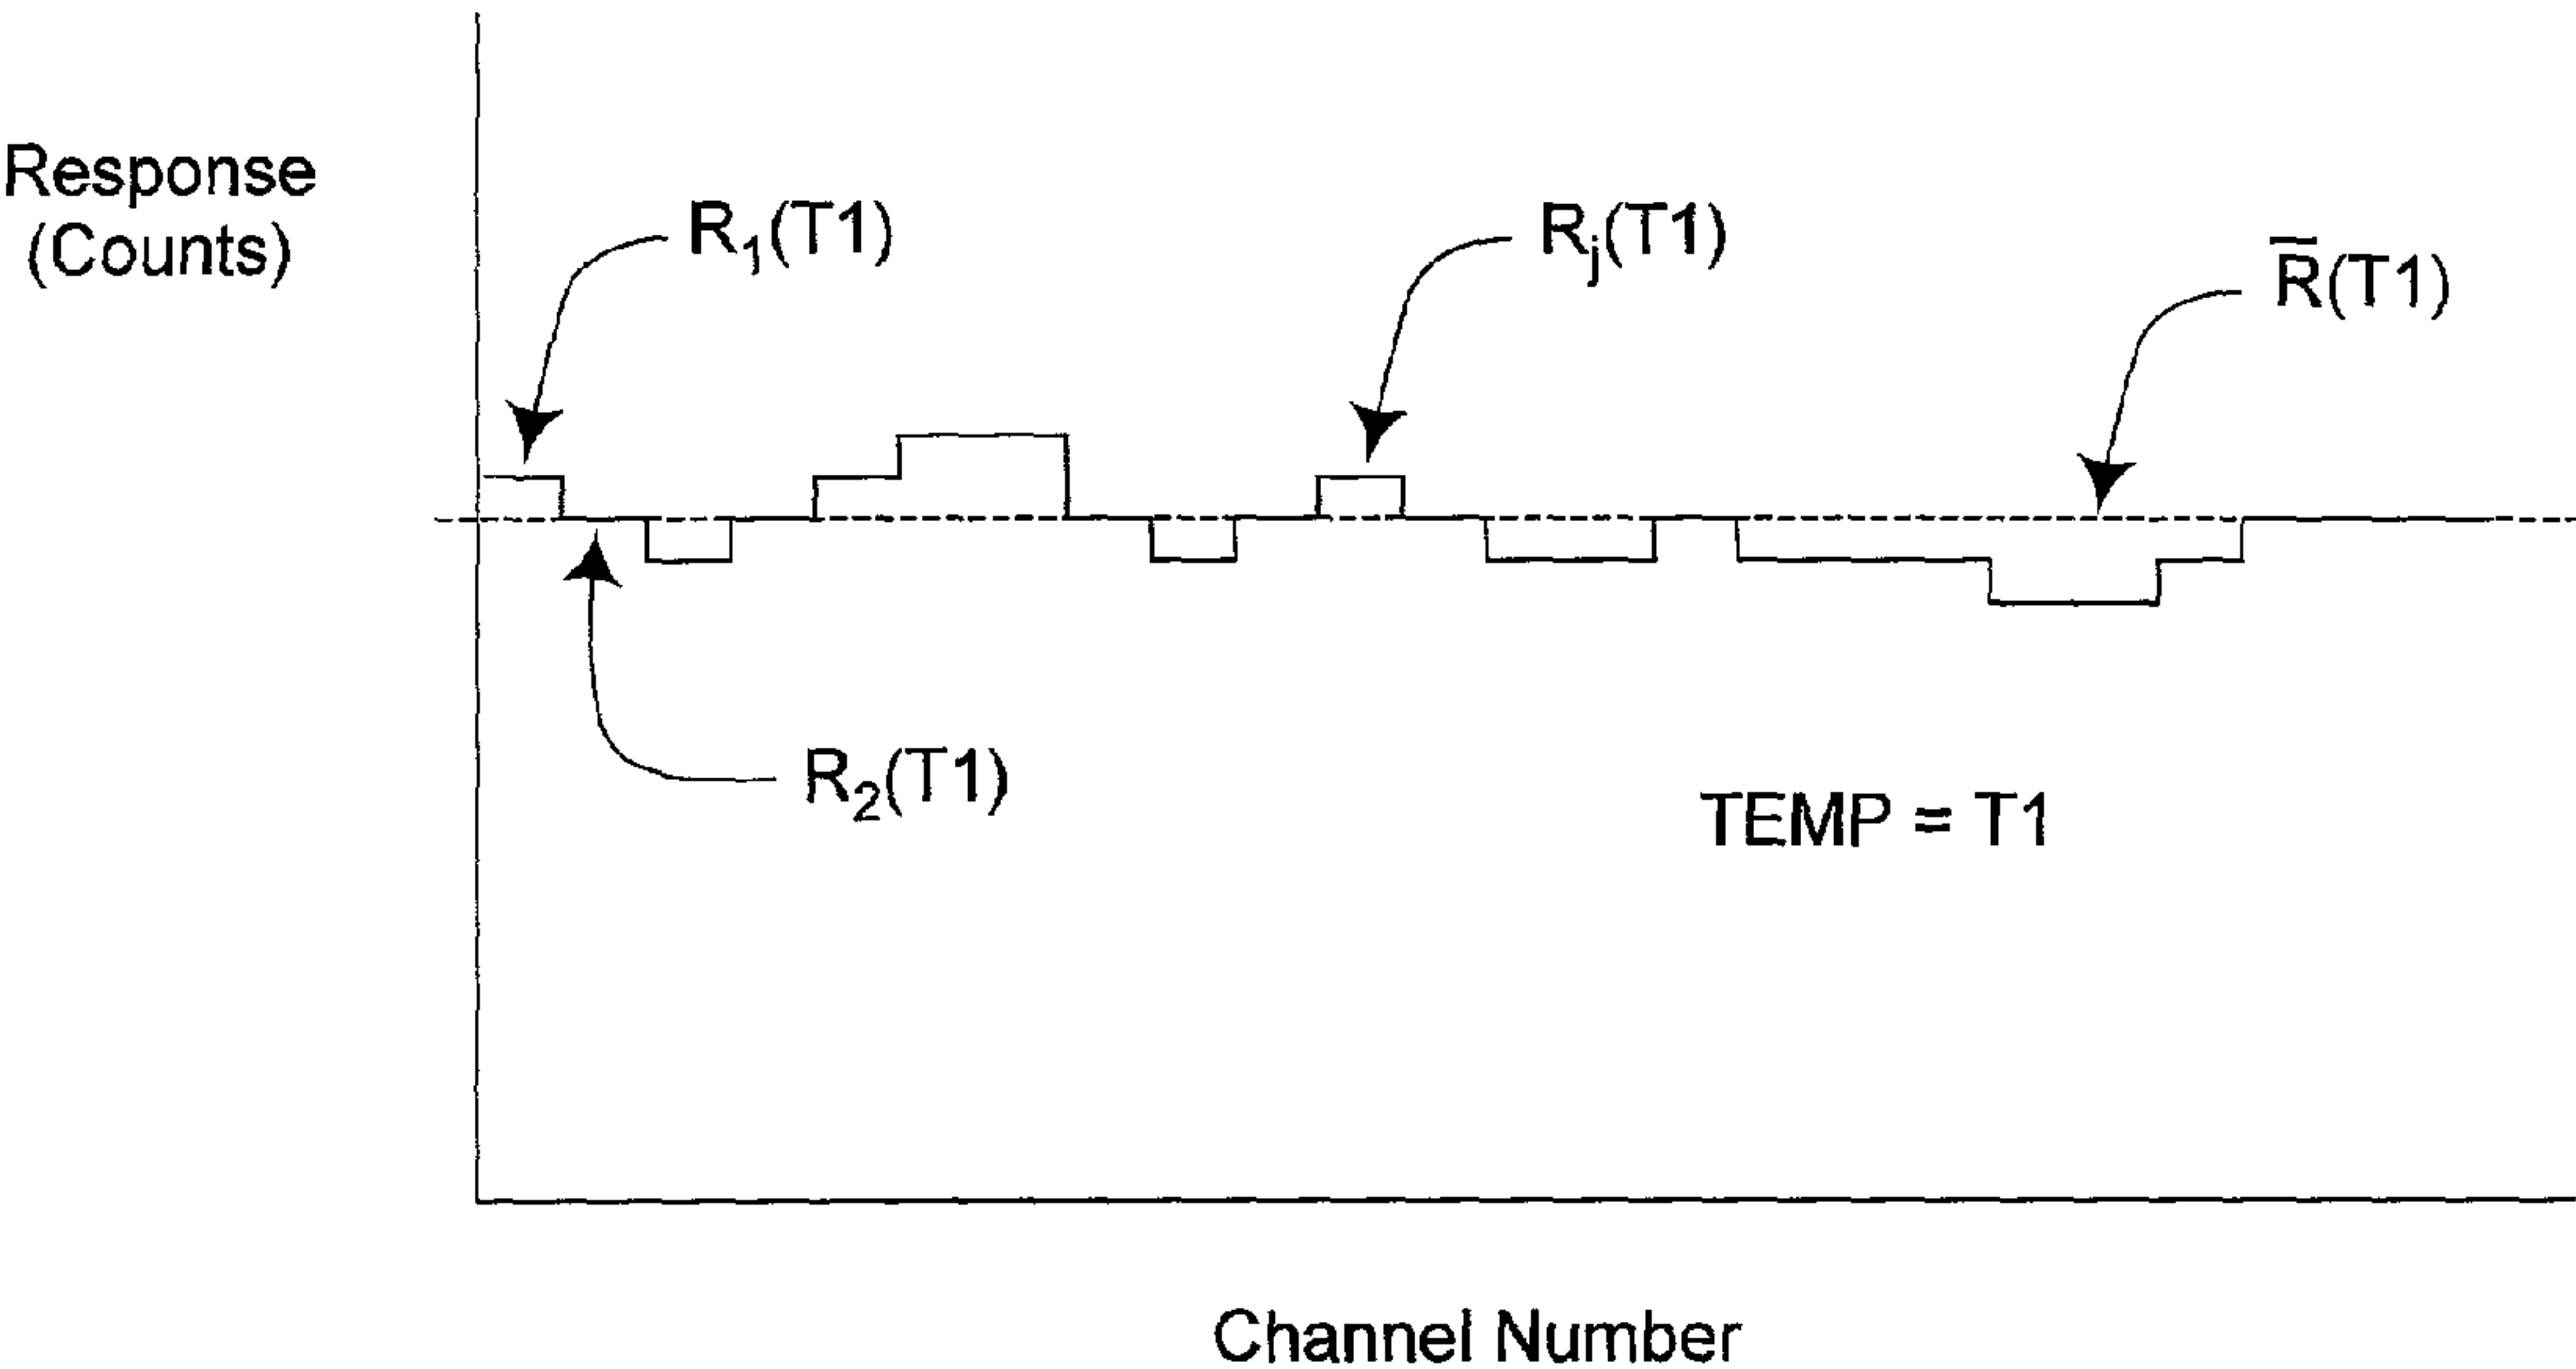 Response
(Counts)
R₁(T1)
Rⱼ(T1)
R̅(T1)
R₂(T1)
TEMP = T1
Channel Number